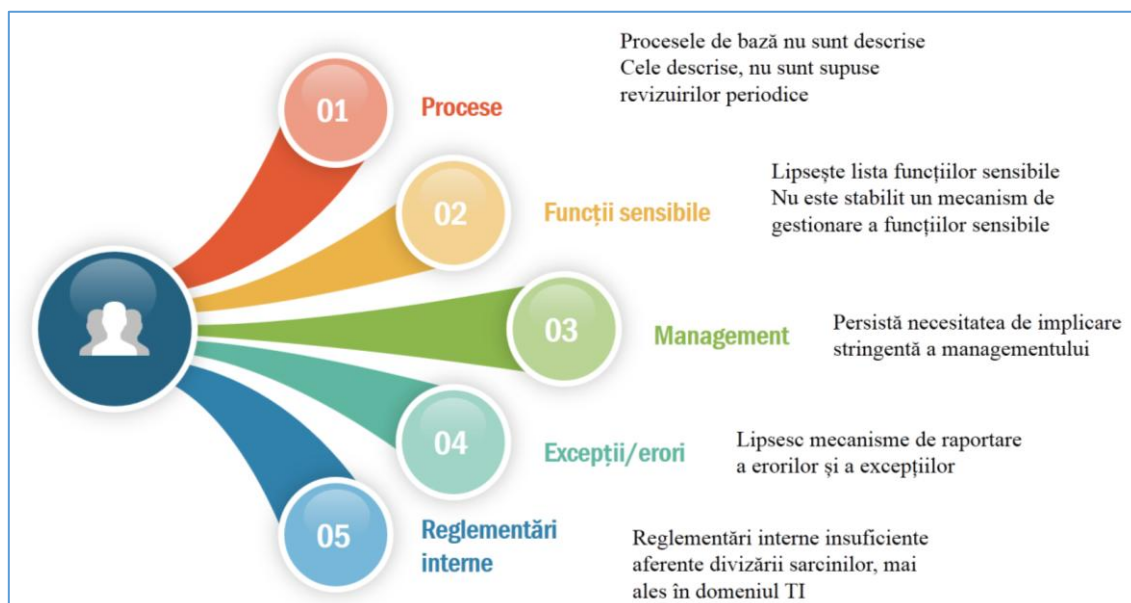 01
Procese
Procesele de bază nu sunt descrise
Cele descrise, nu sunt supuse
revizuirilor periodice
02
Funcții sensibile
Lipsește lista funcțiilor sensibile
Nu este stabilit un mecanism de
gestionare a funcțiilor sensibile
03
Management
Persistă necesitatea de implicare
stringentă a managementului
04
Excepții/erori
Lipsesc mecanisme de raportare
a erorilor și a excepțiilor
05
Reglementări
interne
Reglementări interne insuficiente
aferente divizării sarcinilor, mai
ales în domeniul TI